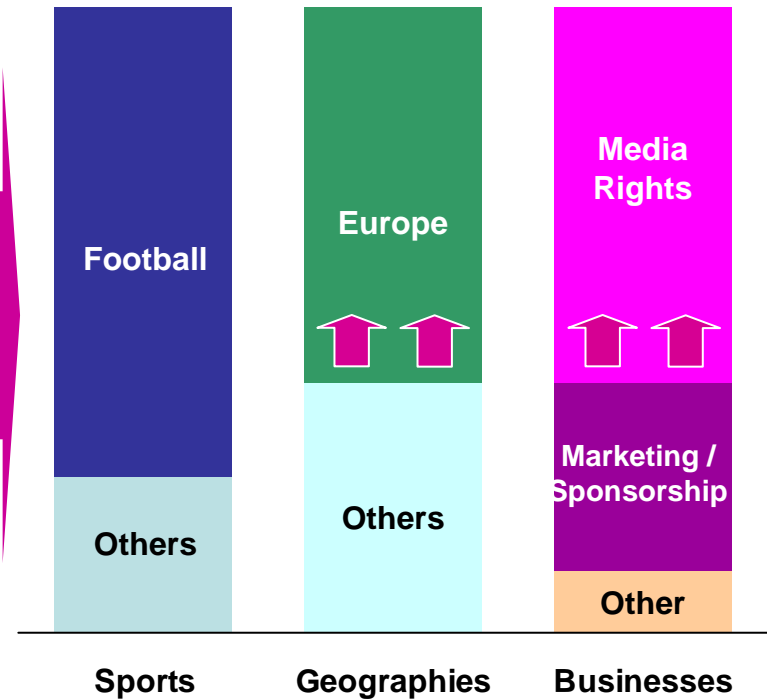 Football
Others
Sports
Europe
Others
Geographies
Media
Rights
Marketing /
Sponsorship
Other
Businesses